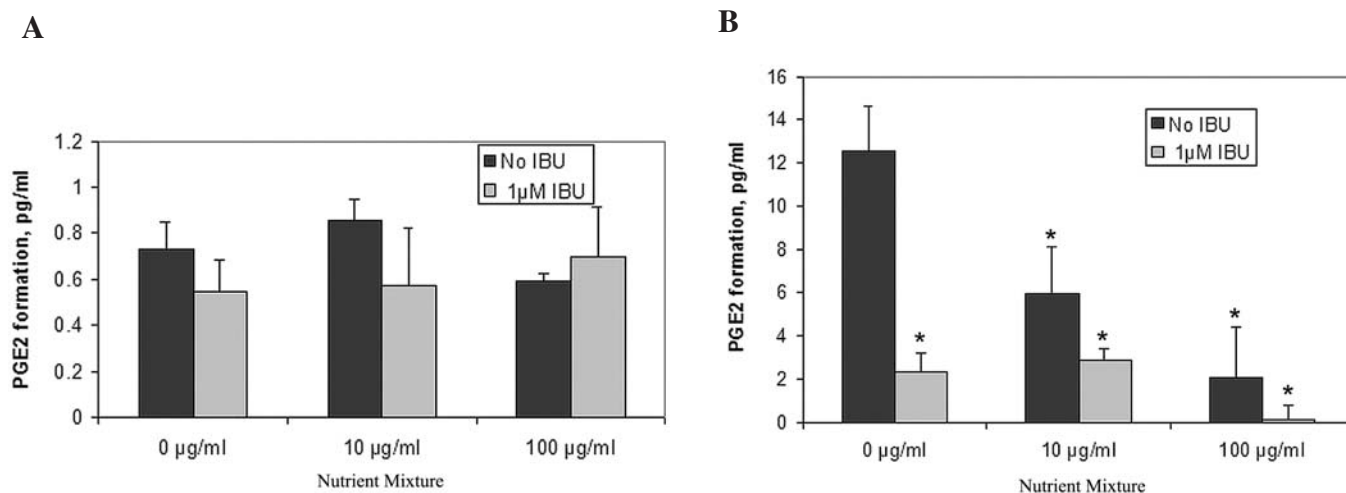 A
PGE2 formation, pg/ml
1.2
1
0.8
0.6
0.4
0.2
0
No IBU
1µM IBU
0 µg/ml
10 µg/ml
100 µg/ml
Nutrient Mixture
B
PGE2 formation, pg/ml
16
14
12
10
8
6
4
2
0
No IBU
1µM IBU
*
*
*
*
*
0 µg/ml
10 µg/ml
100 µg/ml
Nutrient Mixture